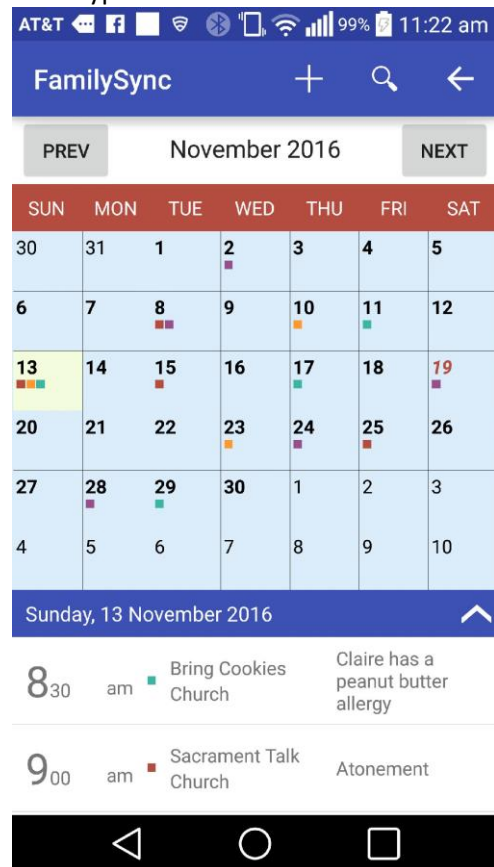 AT&T 99% 11:22 am
FamilySync
PREV November 2016 NEXT
SUN MON TUE WED THU FRI SAT
30 31 1 2 3 4 5
6 7 8 9 10 11 12
13 14 15 16 17 18 19
20 21 22 23 24 25 26
27 28 29 30 1 2 3
4 5 6 7 8 9 10
Sunday, 13 November 2016
8 30 am Bring Cookies Claire has a
Church peanut butter
allergy
9 00 am Sacrament Talk Atonement
Church